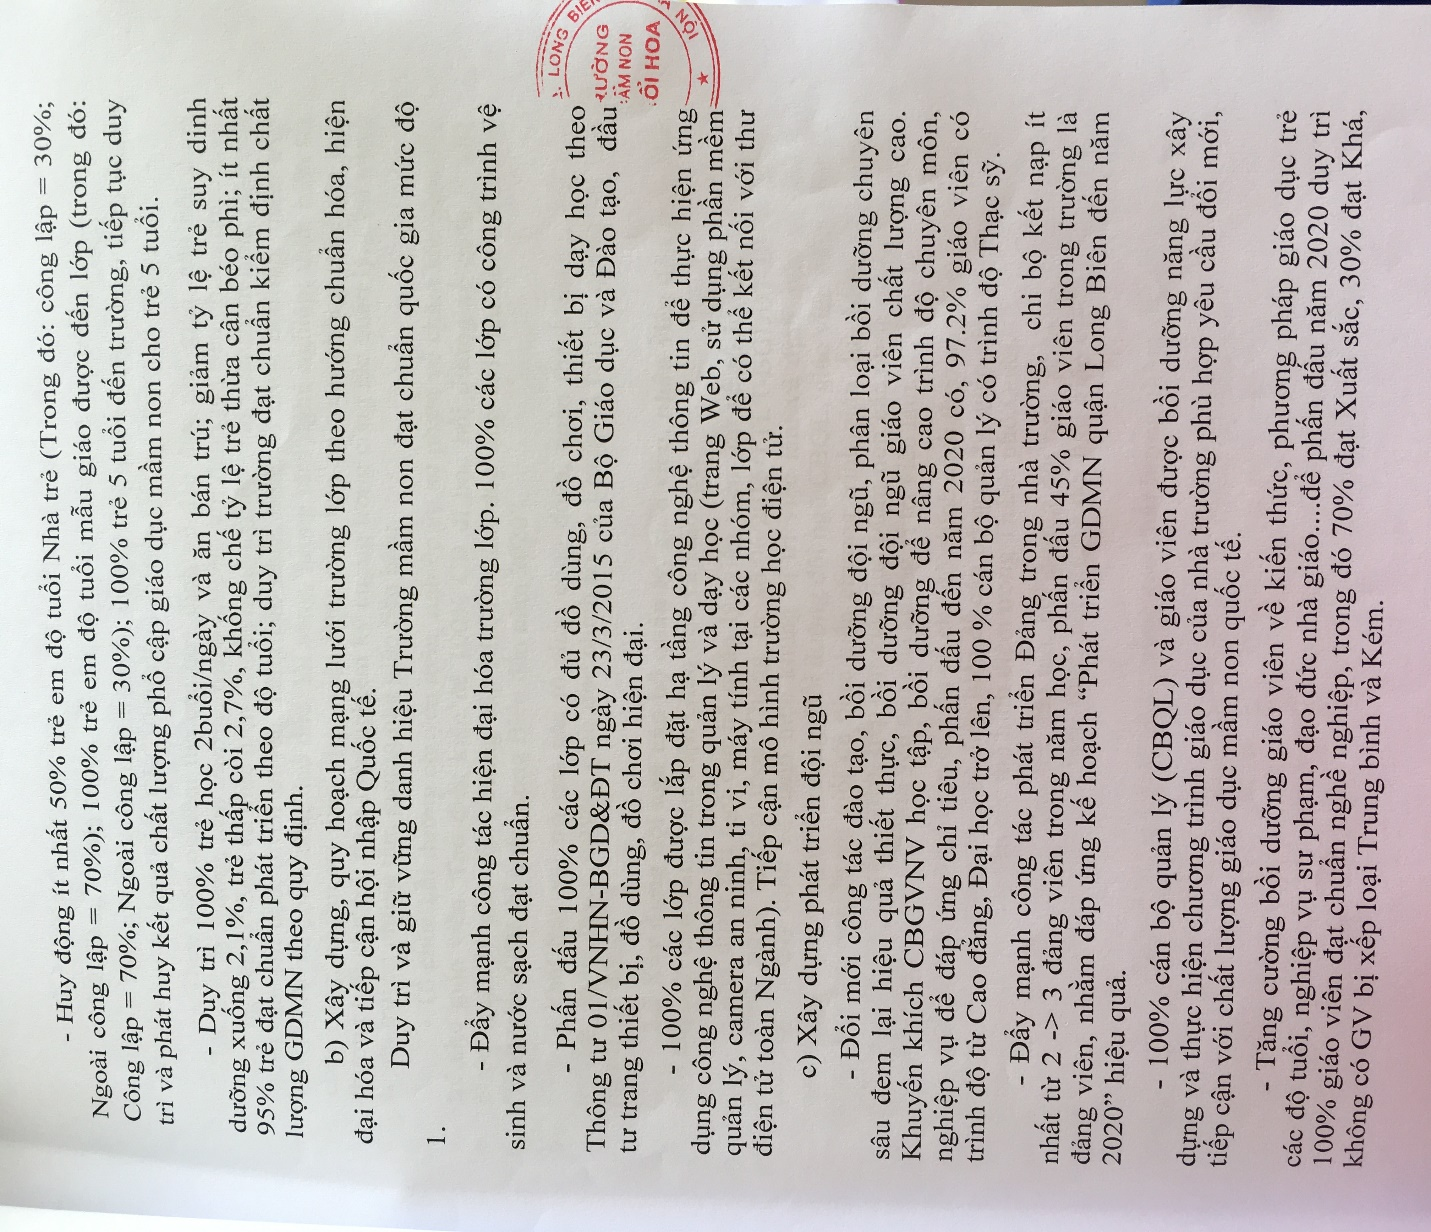 - Huy động ít nhất 50% trẻ em độ tuổi Nhà trẻ (Trong đó: công lập = 30%;
Ngoài công lập = 70%); 100% trẻ em độ tuổi mẫu giáo được đến lớp (trong đó:
Công lập = 70%; Ngoài công lập = 30%); 100% trẻ 5 tuổi đến trường, tiếp tục duy
trì và phát huy kết quả chất lượng phổ cập giáo dục mầm non cho trẻ 5 tuổi.
- Duy trì 100% trẻ học 2buổi/ngày và ăn bán trú; giảm tỷ lệ trẻ suy dinh
dưỡng xuống 2,1%, trẻ thấp còi 2,7%, khống chế tỷ lệ trẻ thừa cân béo phì; ít nhất
95% trẻ đạt chuẩn phát triển theo độ tuổi; duy trì trường đạt chuẩn kiểm định chất
lượng GDMN theo quy định.
b) Xây dựng, quy hoạch mạng lưới trường lớp theo hướng chuẩn hóa, hiện
đại hóa và tiếp cận hội nhập Quốc tế.
Duy trì và giữ vững danh hiệu Trường mầm non đạt chuẩn quốc gia mức độ
1.
- Đẩy mạnh công tác hiện đại hóa trường lớp. 100% các lớp có công trình vệ
sinh và nước sạch đạt chuẩn.
- Phấn đấu 100% các lớp có đủ đồ dùng, đồ chơi, thiết bị dạy học theo
Thông tư 01/VNHN-BGD&ĐT ngày 23/3/2015 của Bộ Giáo dục và Đào tạo, đầu
tư trang thiết bị, đồ dùng, đồ chơi hiện đại.
- 100% các lớp được lắp đặt hạ tầng công nghệ thông tin để thực hiện ứng
dụng công nghệ thông tin trong quản lý và dạy học (trang Web, sử dụng phần mềm
quản lý, camera an ninh, ti vi, máy tính tại các nhóm, lớp để có thể kết nối với thư
điện tử toàn Ngành). Tiếp cận mô hình trường học điện tử.
c) Xây dựng phát triển đội ngũ
- Đổi mới công tác đào tạo, bồi dưỡng đội ngũ, phân loại bồi dưỡng chuyên
sâu đem lại hiệu quả thiết thực, bồi dưỡng đội ngũ giáo viên chất lượng cao.
Khuyến khích CBGVNV học tập, bồi dưỡng để nâng cao trình độ chuyên môn,
nghiệp vụ để đáp ứng chỉ tiêu, phấn đấu đến năm 2020 có, 97.2% giáo viên có
trình độ từ Cao đẳng, Đại học trở lên, 100 % cán bộ quản lý có trình độ Thạc sỹ.
- Đẩy mạnh công tác phát triển Đảng trong nhà trường, chi bộ kết nạp ít
nhất từ 2 -> 3 đảng viên trong năm học, phấn đấu 45% giáo viên trong trường là
đảng viên, nhằm đáp ứng kế hoạch “Phát triển GDMN quận Long Biên đến năm
2020” hiệu quả.
- 100% cán bộ quản lý (CBQL) và giáo viên được bồi dưỡng năng lực xây
dựng và thực hiện chương trình giáo dục của nhà trường phù hợp yêu cầu đổi mới,
tiếp cận với chất lượng giáo dục mầm non quốc tế.
- Tăng cường bồi dưỡng giáo viên về kiến thức, phương pháp giáo dục trẻ
các độ tuổi, nghiệp vụ sư phạm, đạo đức nhà giáo....để phấn đấu năm 2020 duy trì
100% giáo viên đạt chuẩn nghề nghiệp, trong đó 70% đạt Xuất sắc, 30% đạt Khá,
không có GV bị xếp loại Trung bình và Kém.
LONG BIÊN
NỘI